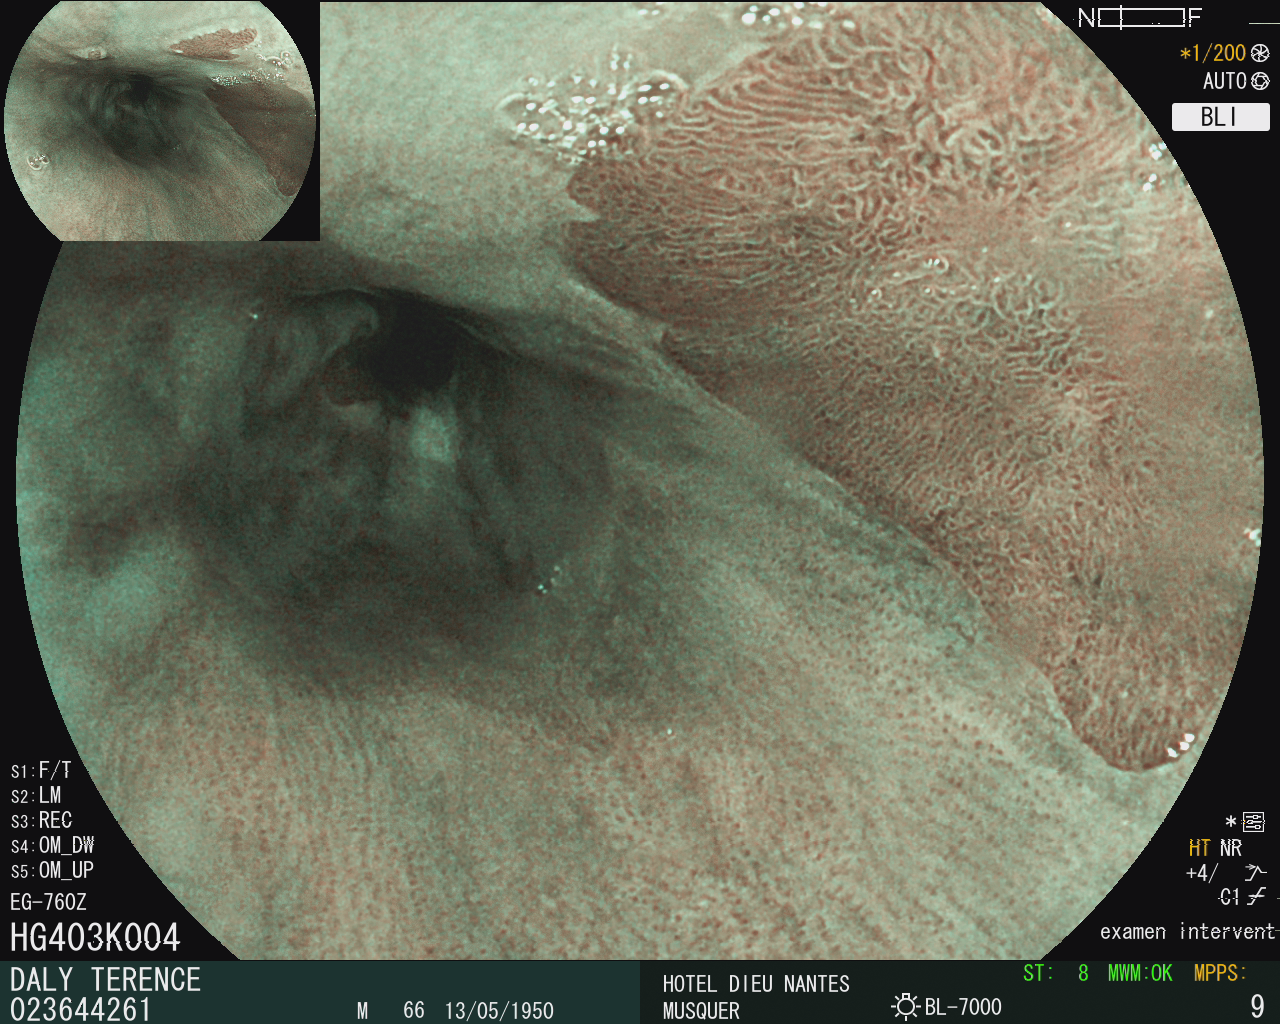 N F
*1/200
AUTO
BLI
S1:F/T
S2:LM
S3:REC
S4:OM_DW
S5:OM_UP
EG-760Z
HG403K004
*
HT NR
+4/
C1
examen intervent
DALY TERENCE
023644261 M 66 13/05/1950
HOTEL DIEU NANTES
MUSQUER
ST: 8 MWM:OK MPPS:
BL-7000
9